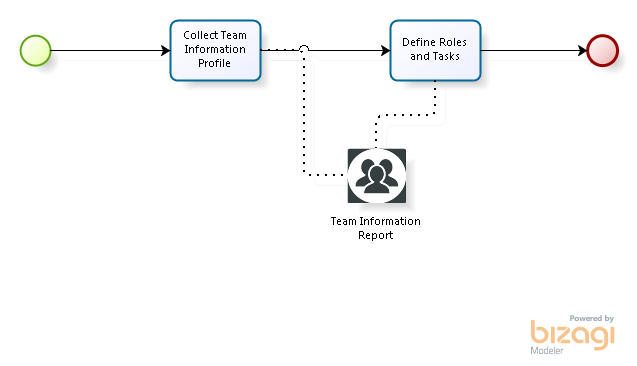 Collect Team
Information
Profile
Define Roles
and Tasks
Team Information
Report
Powered by
bizagi
Modeler